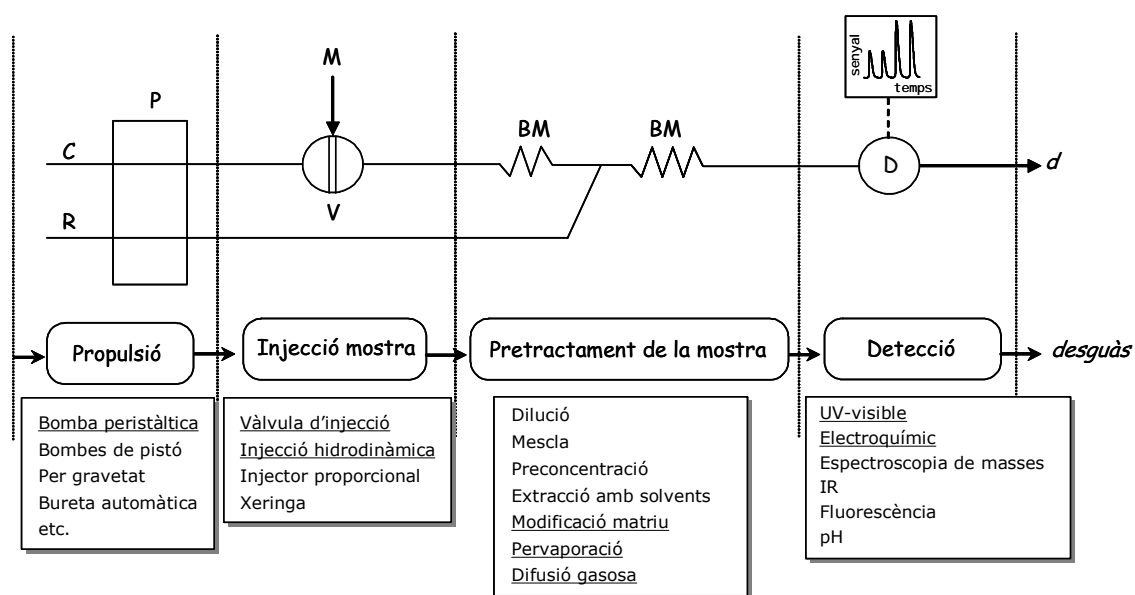 senyal
temps
M
P
BM
BM
C
D
d
V
R
Propulsió
Injecció mostra
Pretractament de la mostra
Detecció
desguàs
Bomba peristàltica
Bombes de pistó
Per gravetat
Bureta automàtica
etc.
Vàlvula d’injecció
Injecció hidrodinàmica
Injector proporcional
Xeringa
Dilució
Mescla
Preconcentració
Extracció amb solvents
Modificació matriu
Pervaporació
Difusió gasosa
UV-visible
Electroquímic
Espectroscopia de masses
IR
Fluorescència
pH